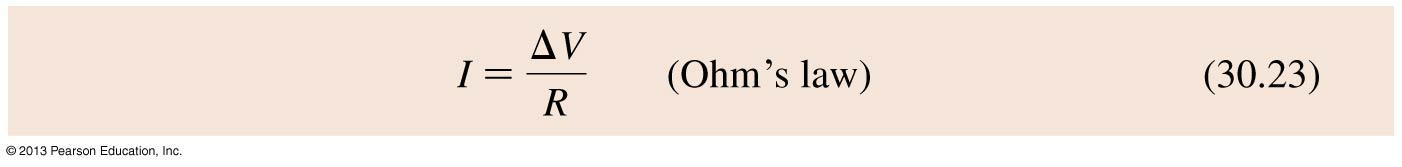 I = ΔV / R (Ohm's law) (30.23)
© 2013 Pearson Education, Inc.